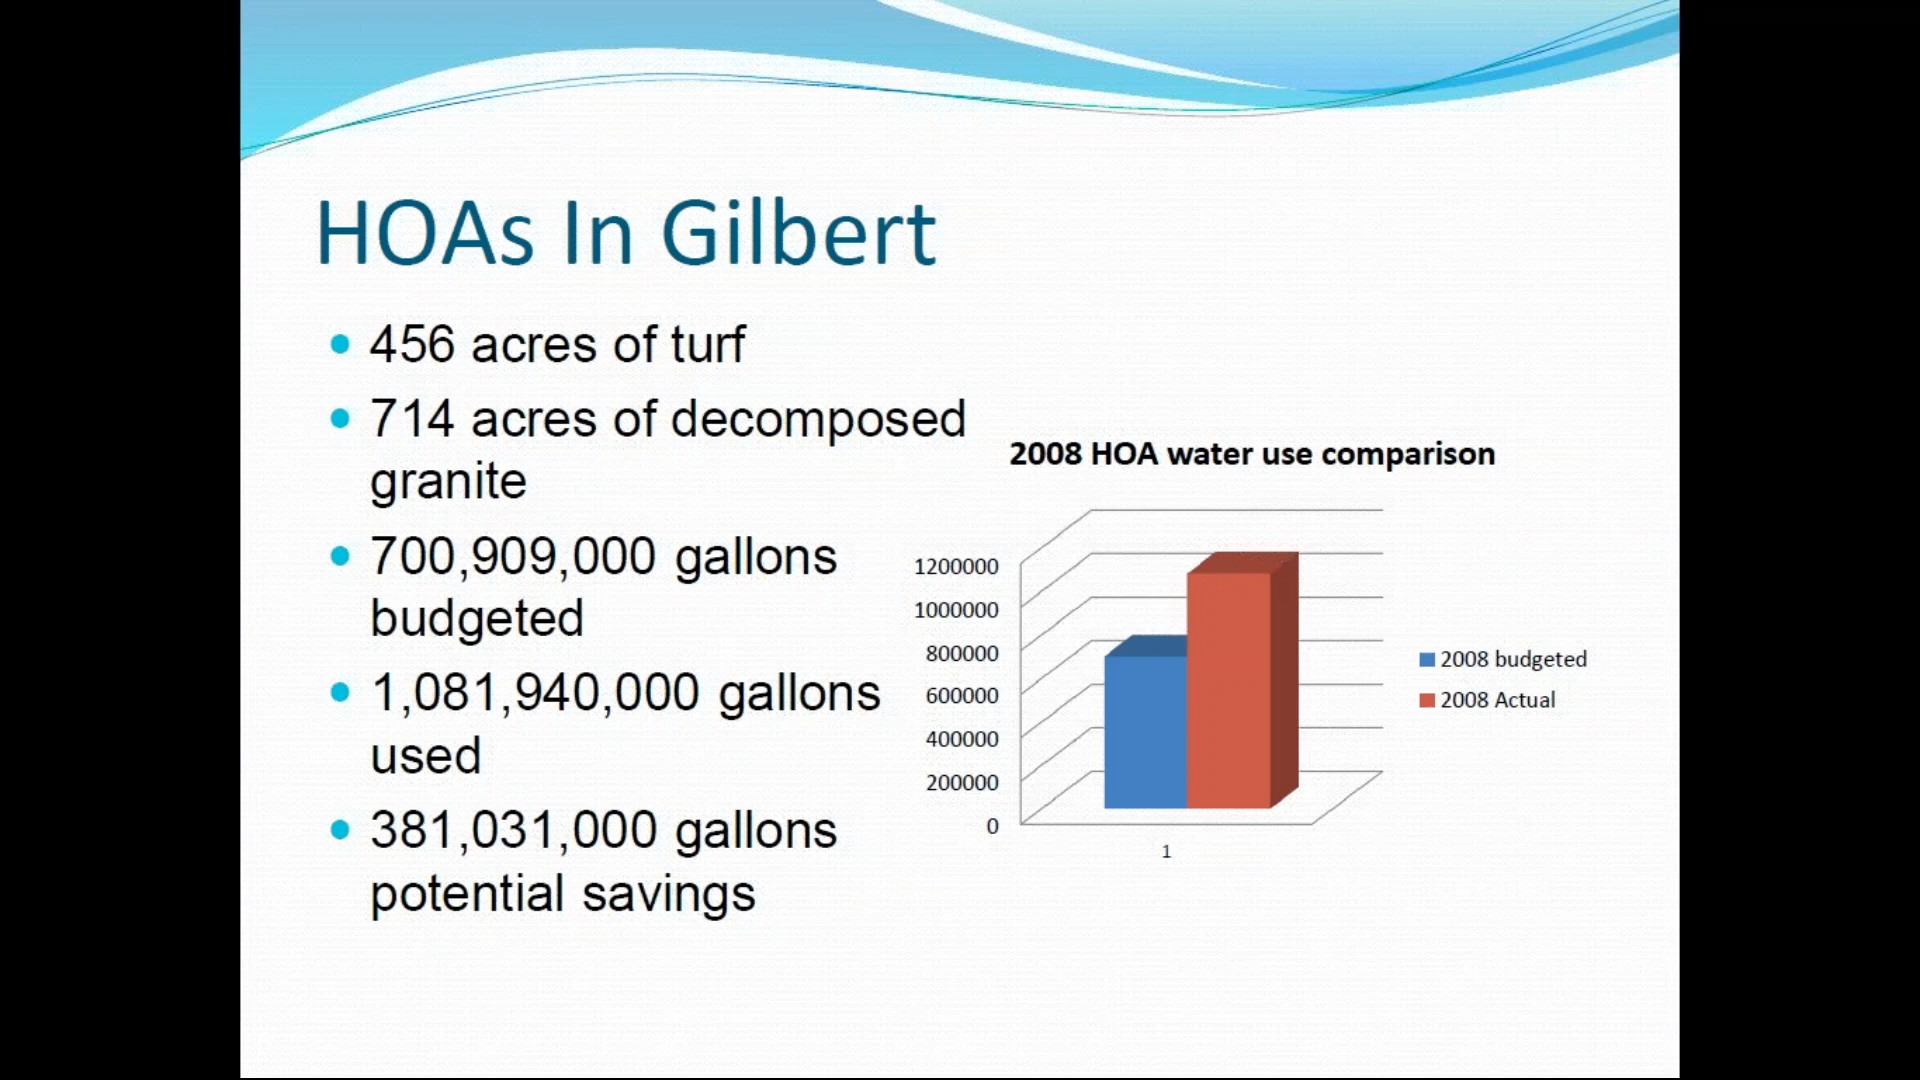 HOAs In Gilbert
• 456 acres of turf
• 714 acres of decomposed
granite
• 700,909,000 gallons
budgeted
• 1,081,940,000 gallons
used
• 381,031,000 gallons
potential savings
2008 HOA water use comparison
1200000
1000000
800000
600000
400000
200000
0
1
2008 budgeted
2008 Actual